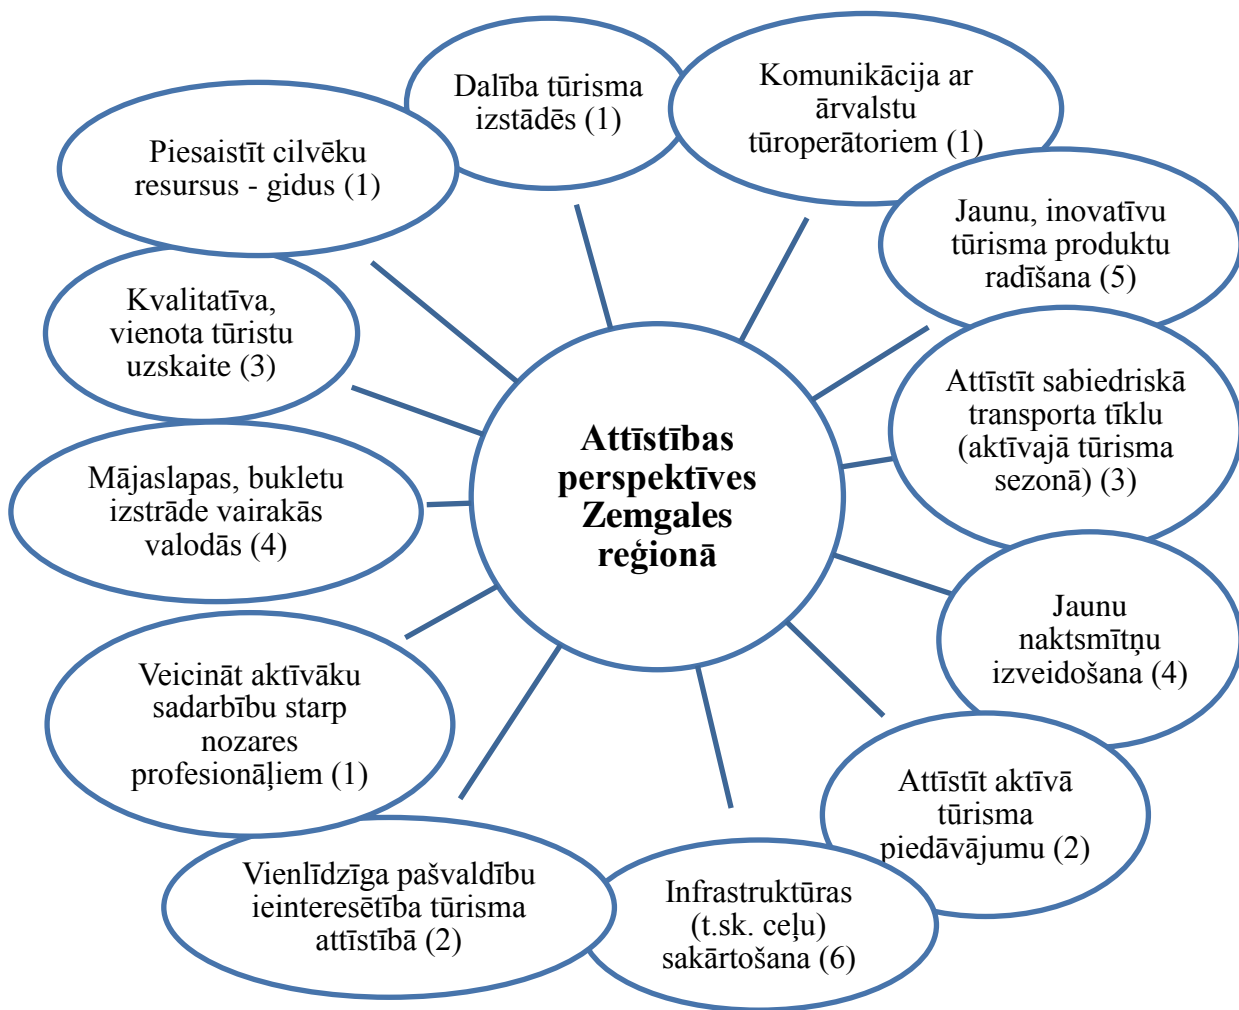 Dalība tūrisma
izstādēs (1)
Komunikācija ar
ārvalstu
tūroperātoriem (1)
Piesaistīt cilvēku
resursus - gidus (1)
Jaunu, inovatīvu
tūrisma produktu
radīšana (5)
Kvalitatīva,
vienota tūristu
uzskaite (3)
Attīstīt sabiedriskā
transporta tīklu
(aktīvajā tūrisma
sezonā) (3)
Attīstības
perspektīves
Zemgales
reģionā
Mājaslapas, bukletu
izstrāde vairakās
valodās (4)
Jaunu
naktsmītņu
izveidošana (4)
Veicināt aktīvāku
sadarbību starp
nozares
profesionāļiem (1)
Attīstīt aktīvā
tūrisma
piedāvājumu (2)
Vienlīdzīga pašvaldību
ieinteresētība tūrisma
attīstībā (2)
Infrastruktūras
(t.sk. ceļu)
sakārtošana (6)